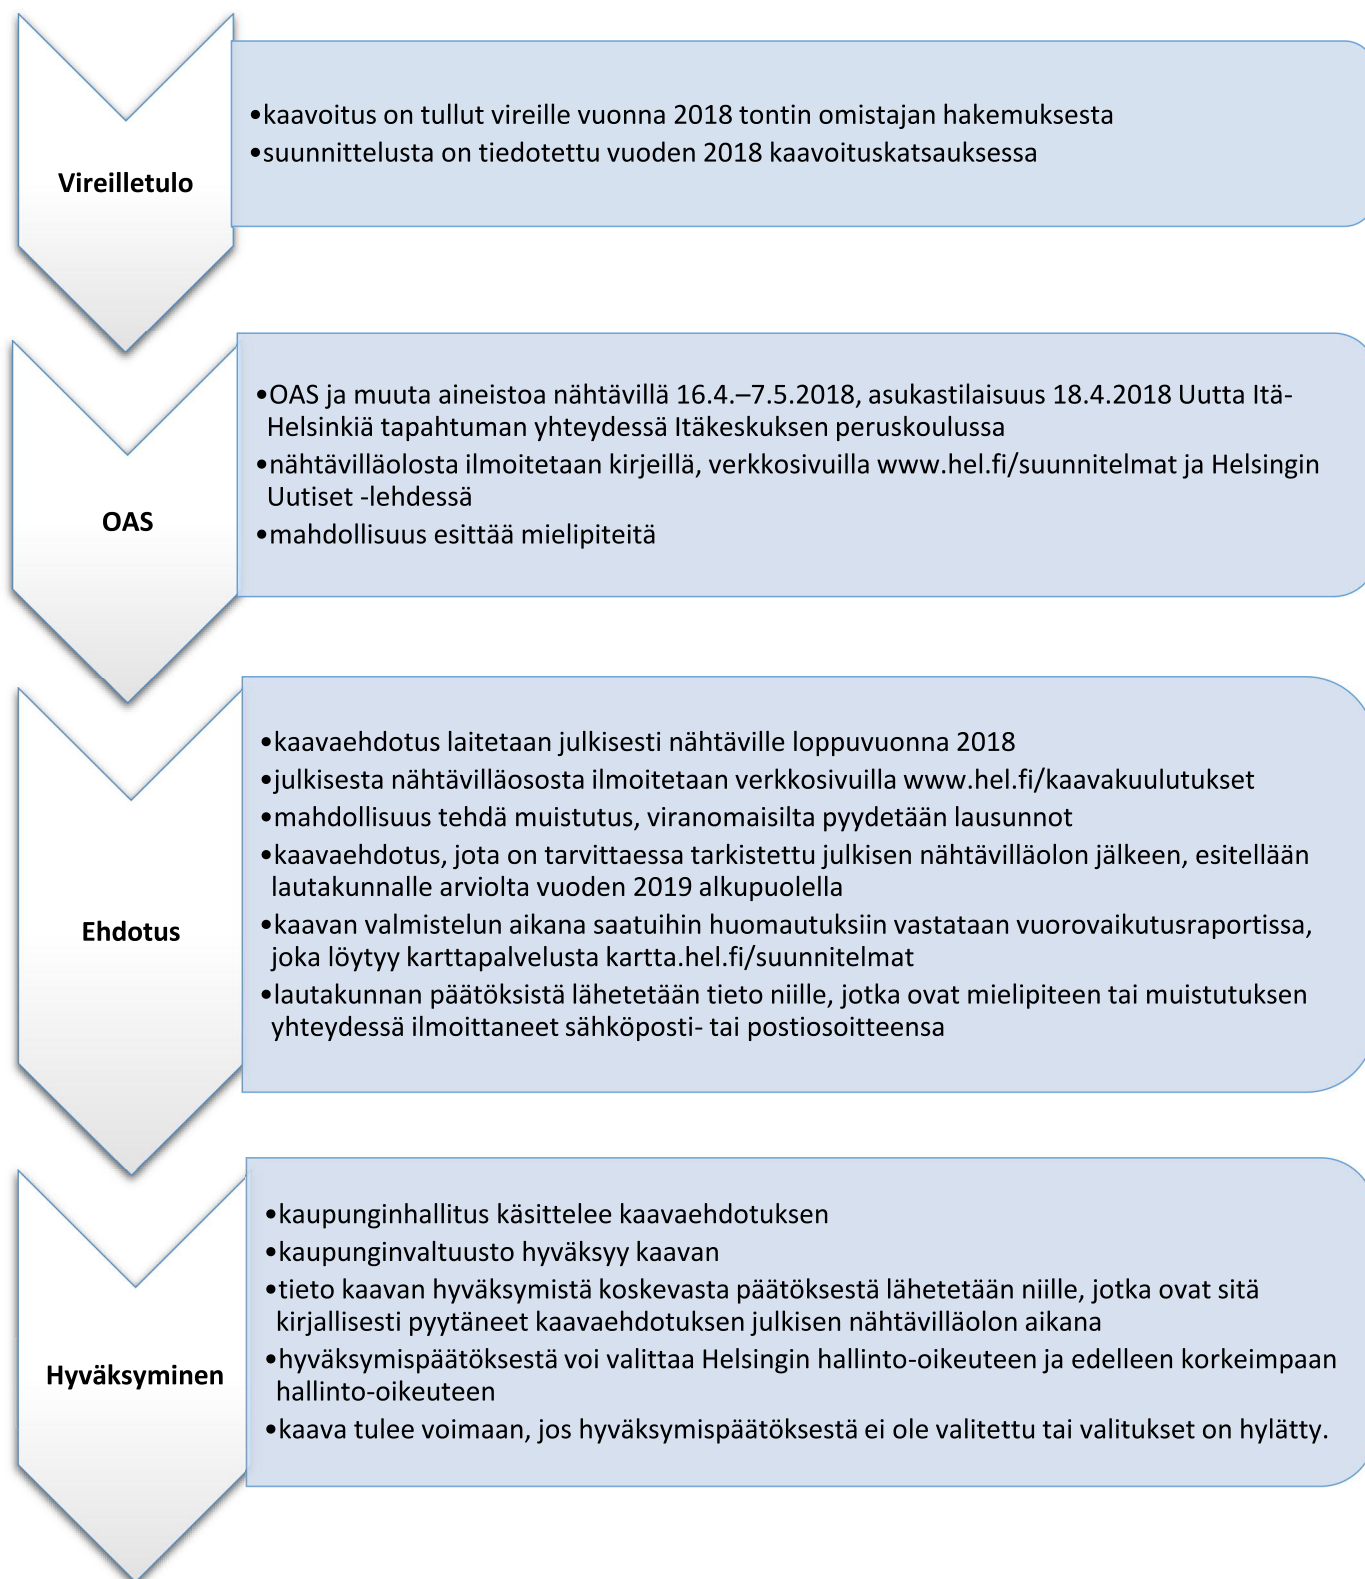 Vireilletulo
•kaavoitus on tullut vireille vuonna 2018 tontin omistajan hakemuksesta
•suunnittelusta on tiedotettu vuoden 2018 kaavoituskatsauksessa
OAS
•OAS ja muuta aineistoa nähtävillä 16.4.–7.5.2018, asukastilaisuus 18.4.2018 Uutta Itä-
Helsinkiä tapahtuman yhteydessä Itäkeskuksen peruskoulussa
•nähtävilläolosta ilmoitetaan kirjeillä, verkkosivuilla www.hel.fi/suunnitelmat ja Helsingin
Uutiset -lehdessä
•mahdollisuus esittää mielipiteitä
Ehdotus
•kaavaehdotus laitetaan julkisesti nähtäville loppuvuonna 2018
•julkisesta nähtävilläososta ilmoitetaan verkkosivuilla www.hel.fi/kaavakuulutukset
•mahdollisuus tehdä muistutus, viranomaisilta pyydetään lausunnot
•kaavaehdotus, jota on tarvittaessa tarkistettu julkisen nähtävilläolon jälkeen, esitellään
lautakunnalle arviolta vuoden 2019 alkupuolella
•kaavan valmistelun aikana saatuihin huomautuksiin vastataan vuorovaikutusraportissa,
joka löytyy karttapalvelusta kartta.hel.fi/suunnitelmat
•lautakunnan päätöksistä lähetetään tieto niille, jotka ovat mielipiteen tai muistutuksen
yhteydessä ilmoittaneet sähköposti- tai postiosoitteensa
Hyväksyminen
•kaupunginhallitus käsittelee kaavaehdotuksen
•kaupunginvaltuusto hyväksyy kaavan
•tieto kaavan hyväksymistä koskevasta päätöksestä lähetetään niille, jotka ovat sitä
kirjallisesti pyytäneet kaavaehdotuksen julkisen nähtävilläolon aikana
•hyväksymispäätöksestä voi valittaa Helsingin hallinto-oikeuteen ja edelleen korkeimpaan
hallinto-oikeuteen
•kaava tulee voimaan, jos hyväksymispäätöksestä ei ole valitettu tai valitukset on hylätty.